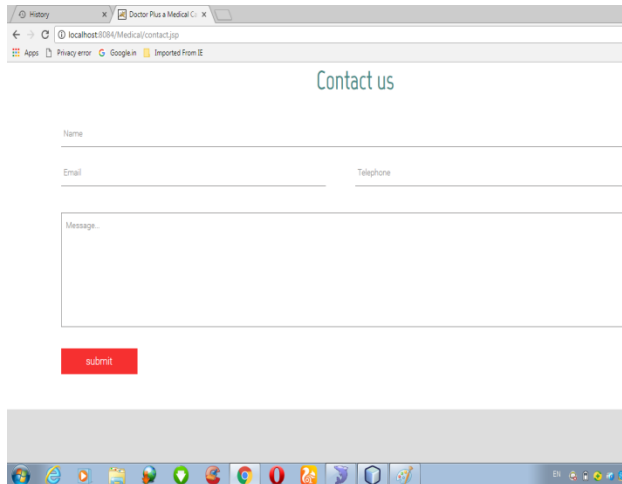 History
Doctor Plus a Medical Ca
localhost:8084/Medical/contact.jsp
Apps Privacy error Google.in Imported From IE
Contact us
Name
Email Telephone
Message...
submit
EN